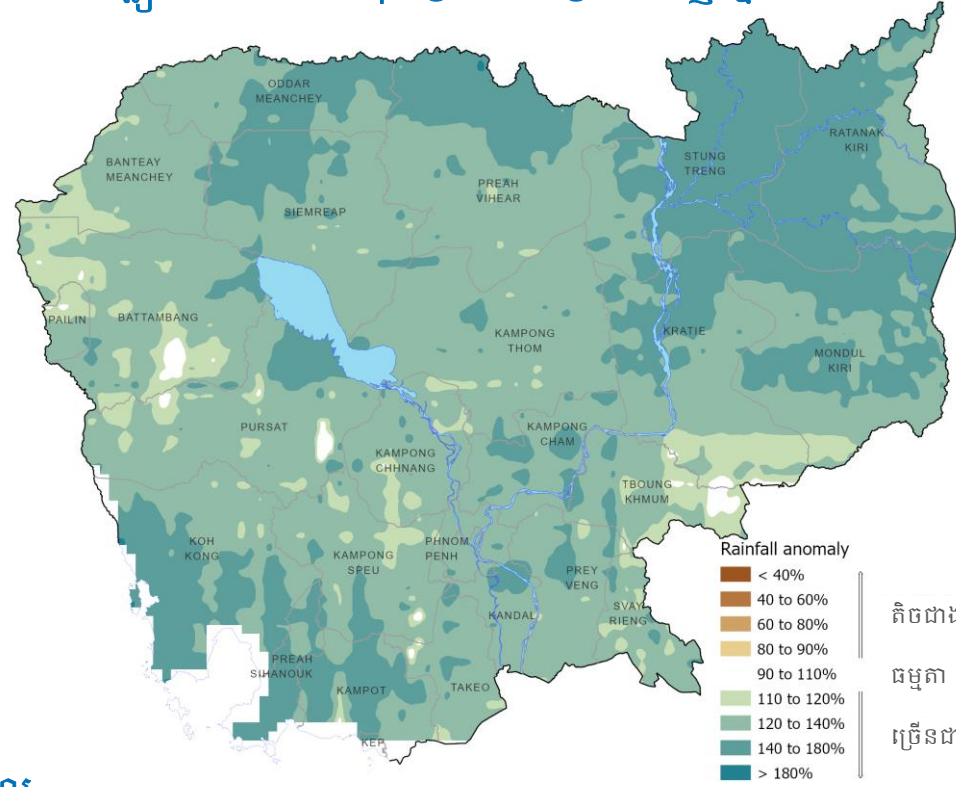 ODDAR
MEANCHEY
BANTEAY
MEANCHEY
SIEMREAP
PREAH
VIHEAR
STUNG
TRENG
RATANAK
KIRI
PAILIN
BATTAMBANG
KAMPONG
THOM
KRATIE
MONDUL
KIRI
PURSAT
KAMPONG
CHHNANG
KAMPONG
CHAM
TBOUNG
KHMUM
KOH
KONG
KAMPONG
SPEU
PHNOM
PENH
PREY
VENG
KANDAL
SVAY
RIENG
PREAH
SIHANOUK
KAMPOT
TAKEO
KEP
Rainfall anomaly
< 40%
40 to 60%
60 to 80%
80 to 90%
90 to 110%
110 to 120%
120 to 140%
140 to 180%
> 180%
ធម្មតា